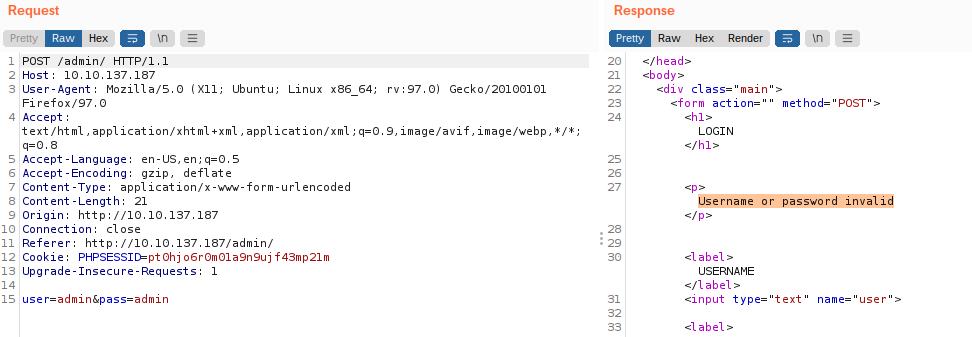 Request
Pretty Raw Hex \n
1 POST /admin/ HTTP/1.1
2 Host: 10.10.137.187
3 User-Agent: Mozilla/5.0 (X11; Ubuntu; Linux x86_64; rv:97.0) Gecko/20100101
Firefox/97.0
4 Accept:
text/html,application/xhtml+xml,application/xml;q=0.9,image/avif,image/webp,*/*;
q=0.8
5 Accept-Language: en-US,en;q=0.5
6 Accept-Encoding: gzip, deflate
7 Content-Type: application/x-www-form-urlencoded
8 Content-Length: 21
9 Origin: http://10.10.137.187
10 Connection: close
11 Referer: http://10.10.137.187/admin/
12 Cookie: PHPSESSID=pt0hjo6r0m01a9n9ujf43mp21m
13 Upgrade-Insecure-Requests: 1
14
15 user=admin&pass=admin
Response
Pretty Raw Hex Render \n
20 </head>
21 <body>
22 <div class="main">
23 <form action="" method="POST">
24 <h1>
LOGIN
</h1>
25
26
27 <p>
Username or password invalid
</p>
28
29
30 <label>
USERNAME
</label>
31 <input type="text" name="user">
32
33 <label>